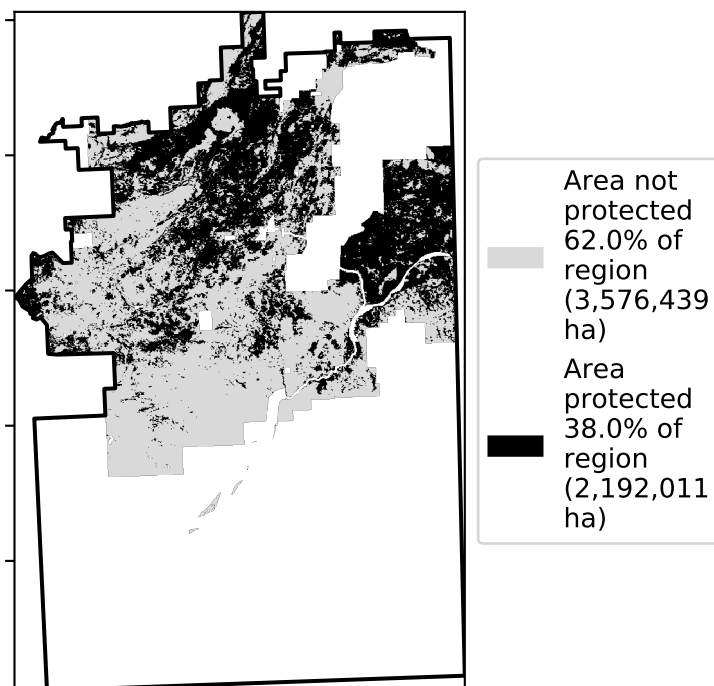 Area not
protected
62.0% of
region
(3,576,439
ha)
Area
protected
38.0% of
region
(2,192,011
ha)